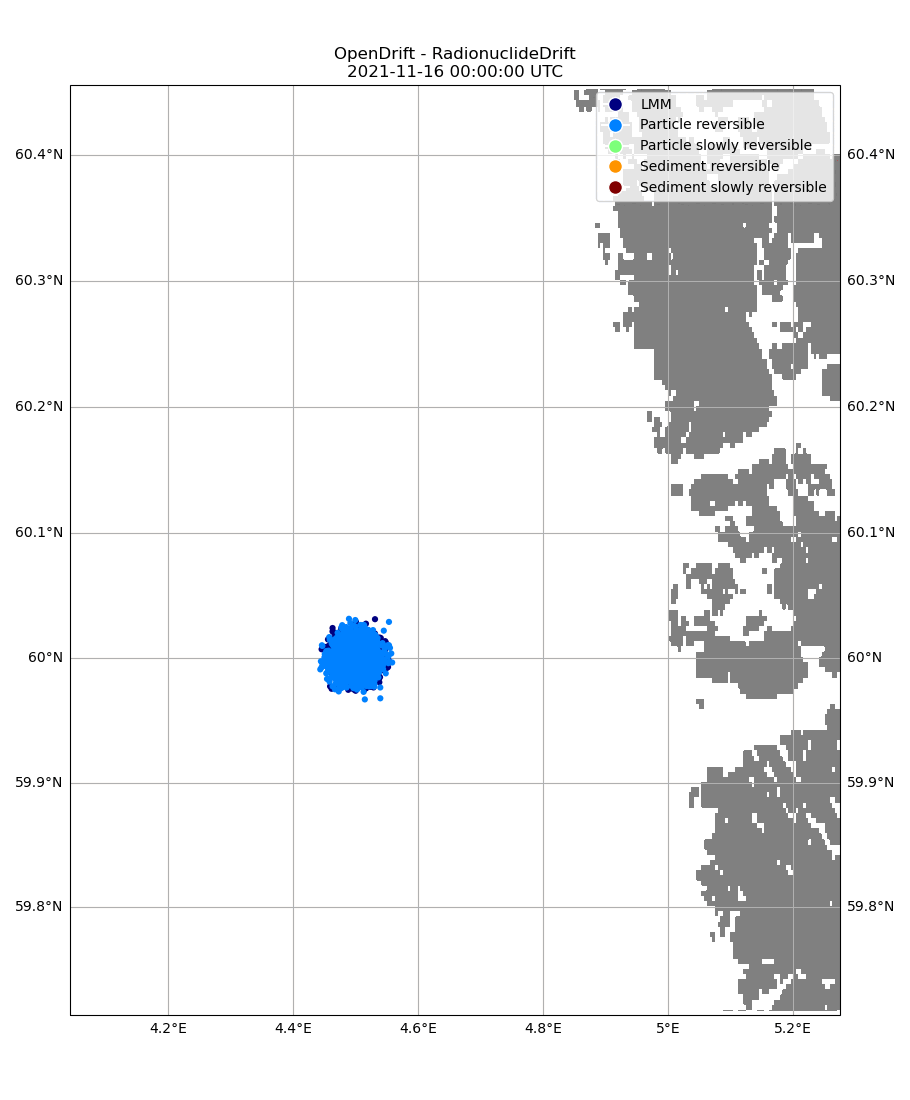 OpenDrift - RadionuclideDrift
2021-11-16 00:00:00 UTC
LMM
Particle reversible
Particle slowly reversible
Sediment reversible
Sediment slowly reversible
60.4°N 60.4°N
60.3°N 60.3°N
60.2°N 60.2°N
60.1°N 60.1°N
60°N 60°N
59.9°N 59.9°N
59.8°N 59.8°N
4.2°E 4.4°E 4.6°E 4.8°E 5°E 5.2°E